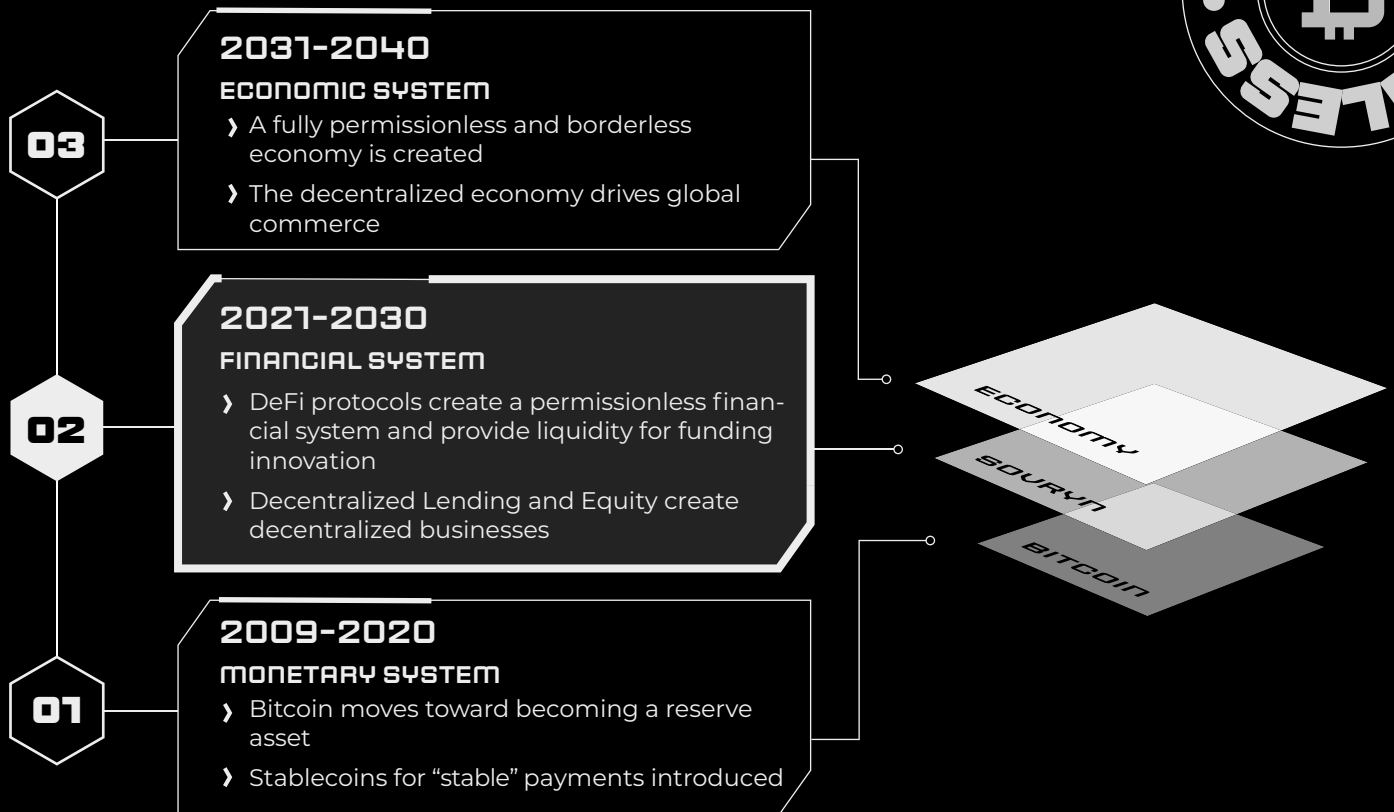 2031-2040
ECONOMIC SYSTEM
❯ A fully permissionless and borderless
economy is created
❯ The decentralized economy drives global
commerce
03
2021-2030
FINANCIAL SYSTEM
❯ DeFi protocols create a permissionless finan-
cial system and provide liquidity for funding
innovation
❯ Decentralized Lending and Equity create
decentralized businesses
02
2009-2020
MONETARY SYSTEM
❯ Bitcoin moves toward becoming a reserve
asset
❯ Stablecoins for “stable” payments introduced
01
ECONOMY
SOVRYN
BITCOIN